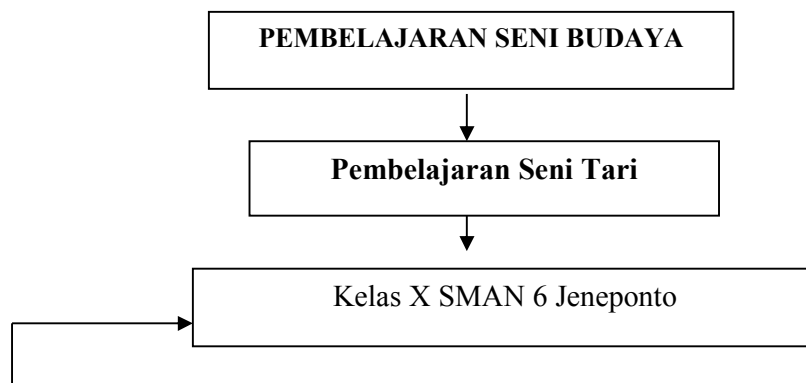 PEMBELAJARAN SENI BUDAYA
Pembelajaran Seni Tari
Kelas X SMAN 6 Jeneponto